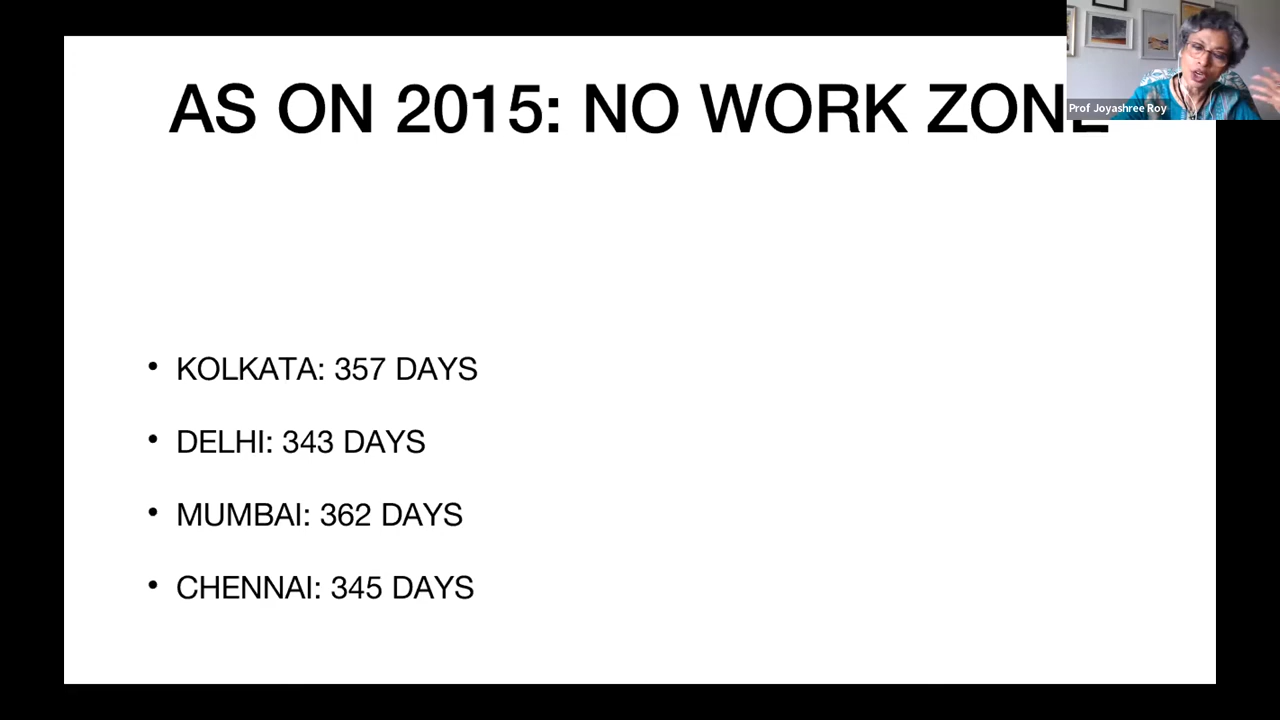 AS ON 2015: NO WORK ZONE
Prof Joyashree Roy
• KOLKATA: 357 DAYS
• DELHI: 343 DAYS
• MUMBAI: 362 DAYS
• CHENNAI: 345 DAYS